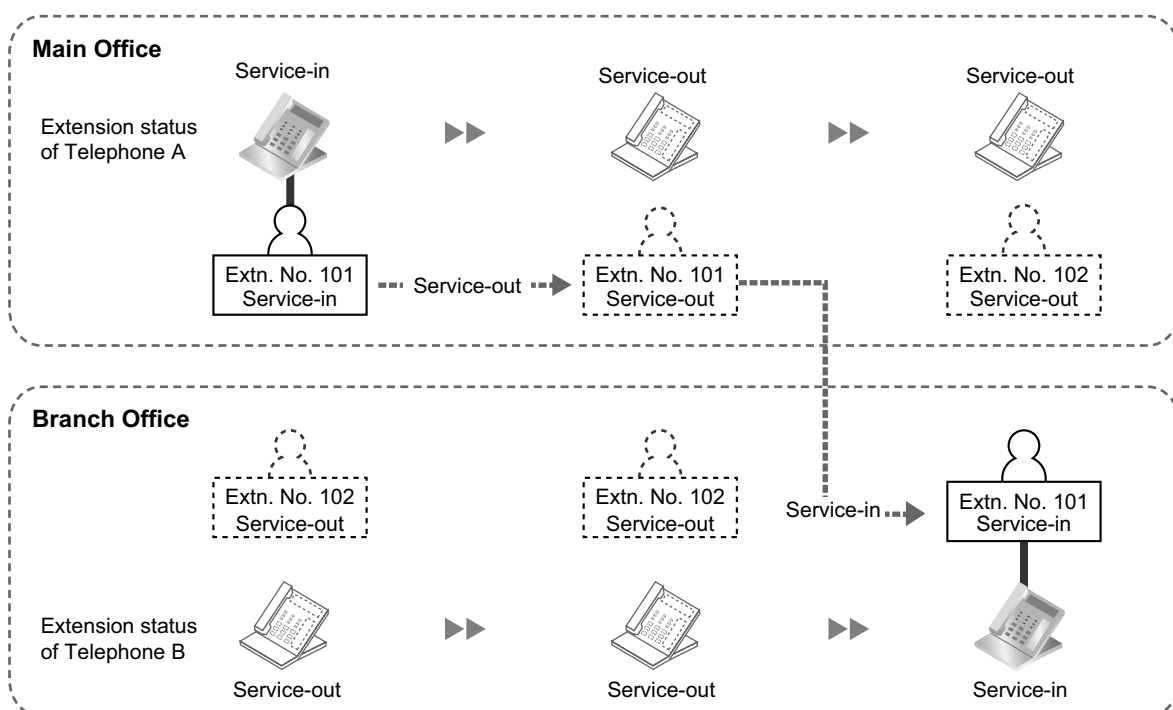 Main Office
Service-in
Service-out
Service-out
Extension status
of Telephone A
Extn. No. 101
Service-in
Service-out
Extn. No. 101
Service-out
Extn. No. 102
Service-out
Branch Office
Extn. No. 102
Service-out
Extn. No. 102
Service-out
Service-in
Extn. No. 101
Service-in
Extension status
of Telephone B
Service-out
Service-out
Service-in